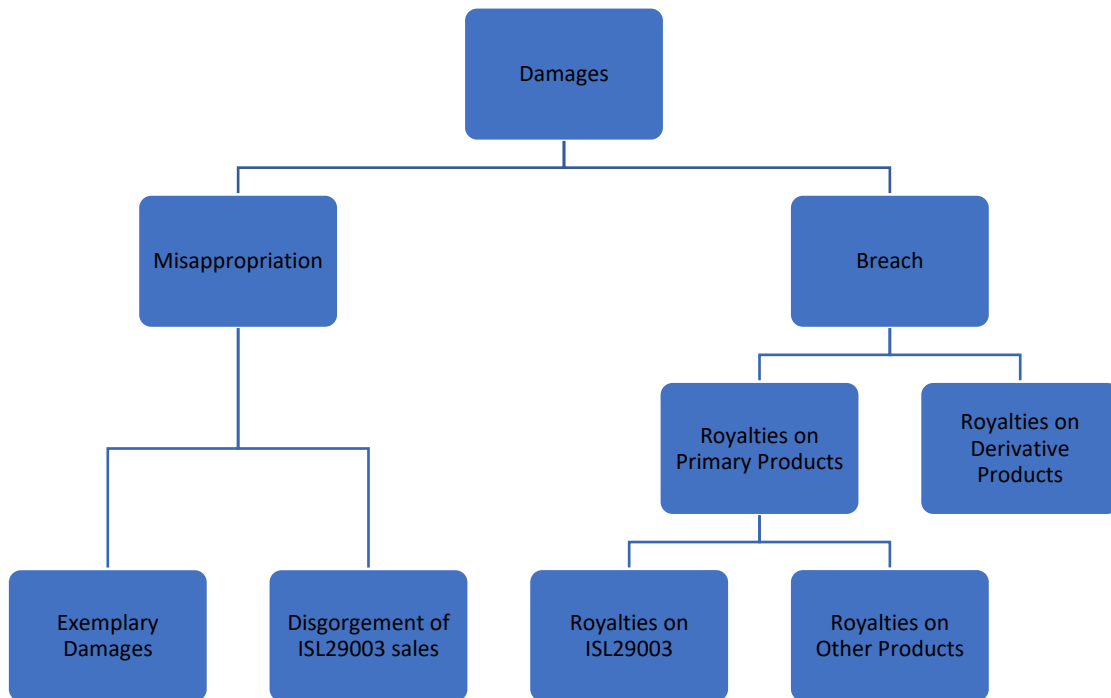 Damages
Misappropriation
Breach
Royalties on
Primary Products
Royalties on
Derivative
Products
Exemplary
Damages
Disgorgement of
ISL29003 sales
Royalties on
ISL29003
Royalties on
Other Products